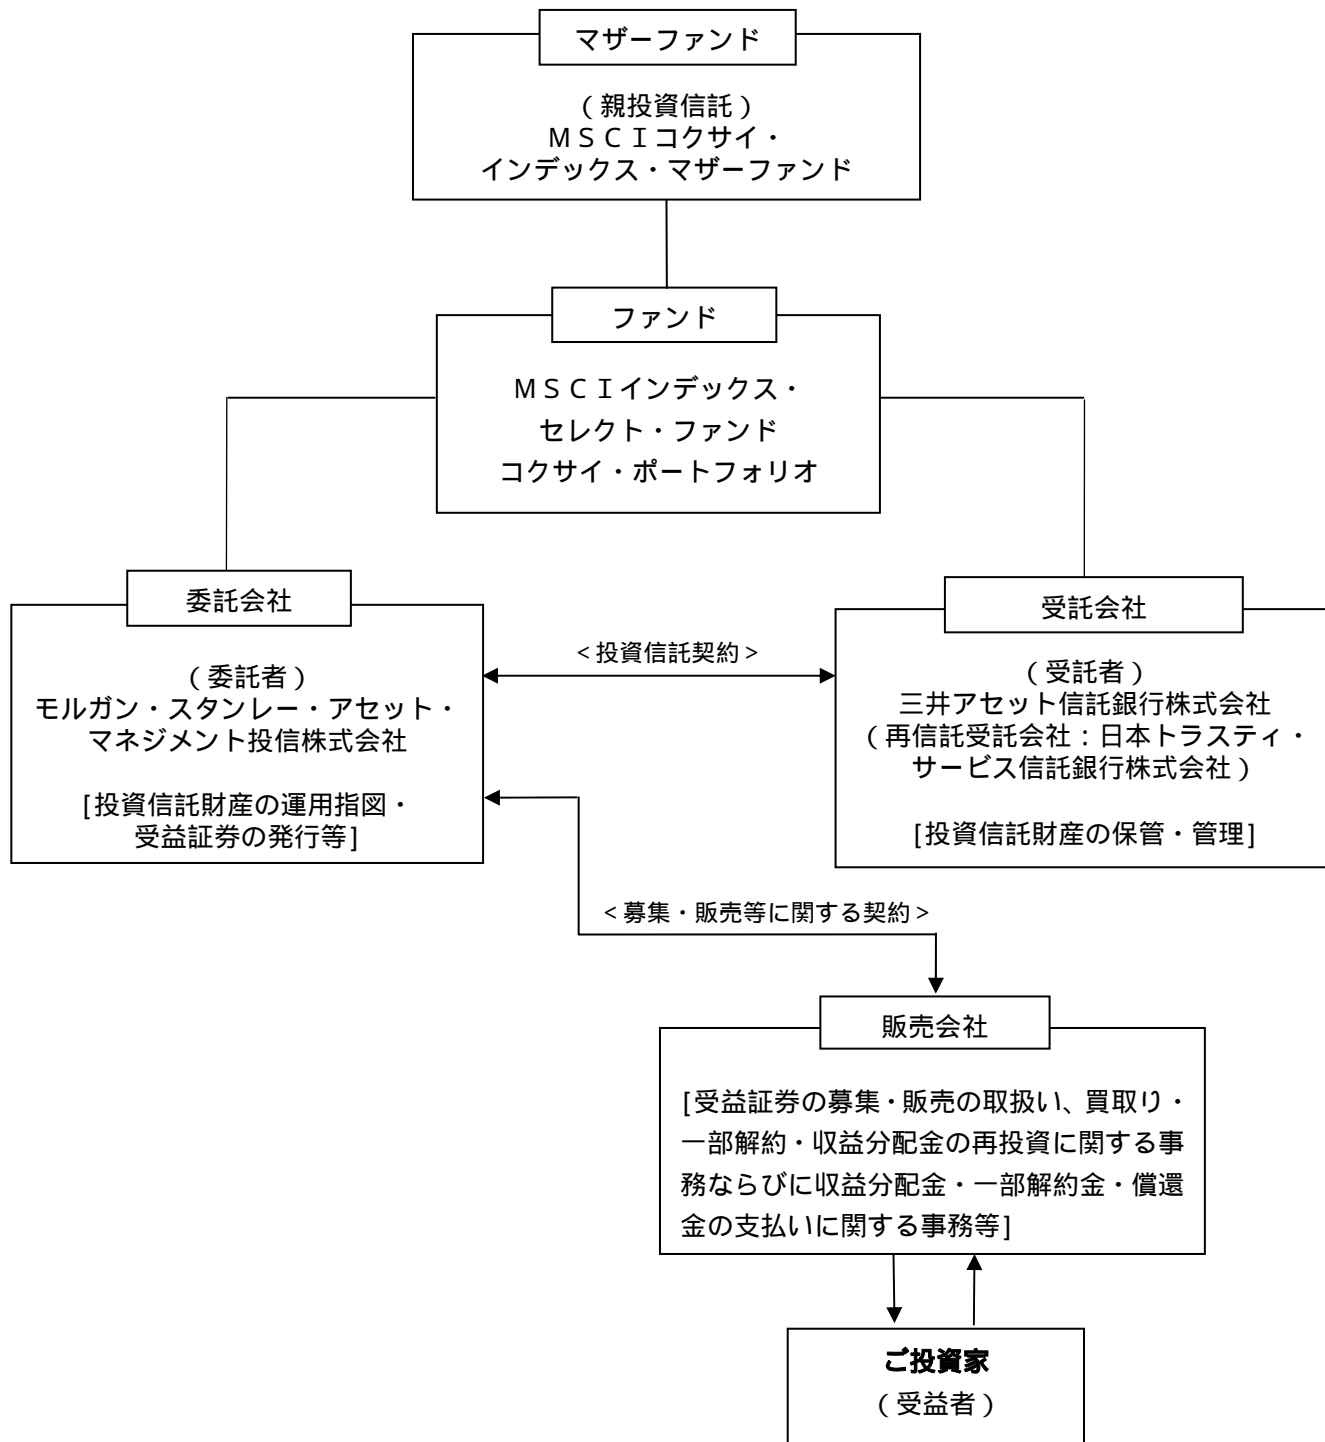 マザーファンド
（親投資信託）
ＭＳＣＩコクサイ・
インデックス・マザーファンド
ファンド
ＭＳＣＩインデックス・
セレクト・ファンド
コクサイ・ポートフォリオ
委託会社
（委託者）
モルガン・スタンレー・アセット・
マネジメント投信株式会社
[投資信託財産の運用指図・
受益証券の発行等]
＜投資信託契約＞
受託会社
（受託者）
三井アセット信託銀行株式会社
（再信託受託会社：日本トラスティ・
サービス信託銀行株式会社）
[投資信託財産の保管・管理]
＜募集・販売等に関する契約＞
販売会社
[受益証券の募集・販売の取扱い、買取り・
一部解約・収益分配金の再投資に関する事
務ならびに収益分配金・一部解約金・償還
金の支払いに関する事務等]
ご投資家
（受益者）